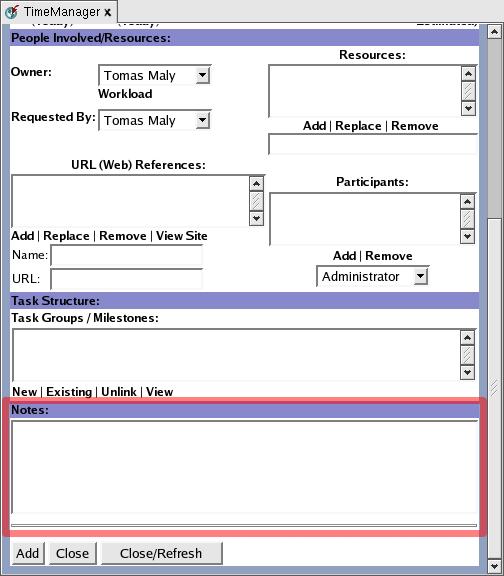 TimeManager
People Involved/Resources:
Resources:
Owner:
Tomas Maly
Workload
Requested By:
Tomas Maly
Add | Replace | Remove
URL (Web) References:
Participants:
Add | Replace | Remove | View Site
Name:
Add | Remove
URL:
Administrator
Task Structure:
Task Groups / Milestones:
New | Existing | Unlink | View
Notes:
Add Close Close/Refresh